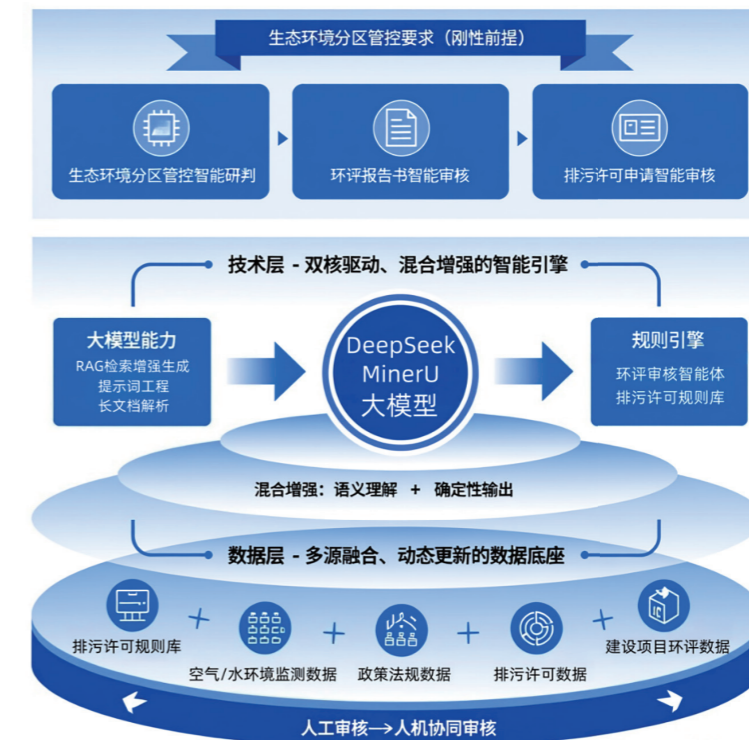 生态环境分区管控要求（刚性前提）
生态环境分区管控智能研判
环评报告书智能审核
排污许可申请智能审核
技术层 - 双核驱动、混合增强的智能引擎
大模型能力
RAG检索增强生成
提示词工程
长文档解析
DeepSeek
MinerU
大模型
规则引擎
环评审核智能体
排污许可规则库
混合增强：语义理解 + 确定性输出
数据层 - 多源融合、动态更新的数据底座
排污许可规则库
+
空气/水环境监测数据
+
政策法规数据
+
排污许可数据
+
建设项目环评数据
人工审核→人机协同审核